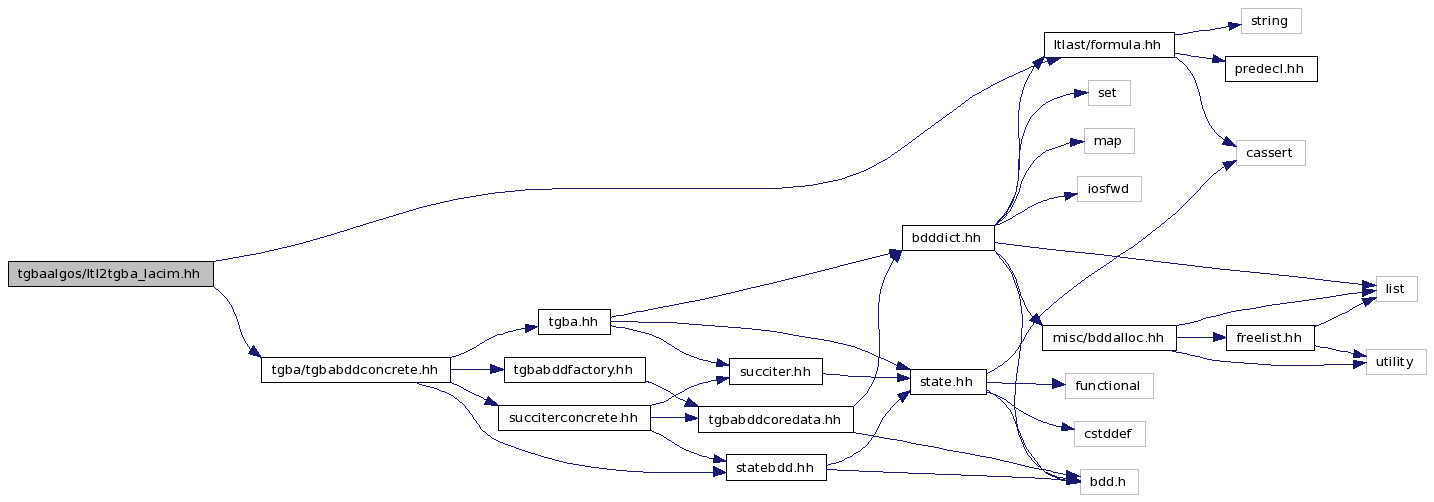 string
ltlast/formula.hh
predecl.hh
set
map
cassert
iosfwd
bdddict.hh
tgbaalgos/ltl2tgba_lacim.hh
list
tgba.hh
misc/bddalloc.hh
freelist.hh
utility
tgba/tgbabddconcrete.hh
tgbabddfactory.hh
succiter.hh
state.hh
functional
succiterconcrete.hh
tgbabddcoredata.hh
cstddef
statebdd.hh
bdd.h